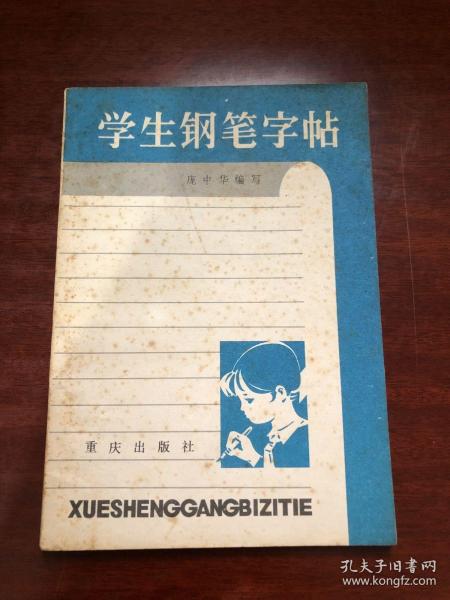 学生钢笔字帖
庞中华编写
重庆出版社
XUESHENGGANGBIZITIE
孔夫子旧书网
www.kongfz.com